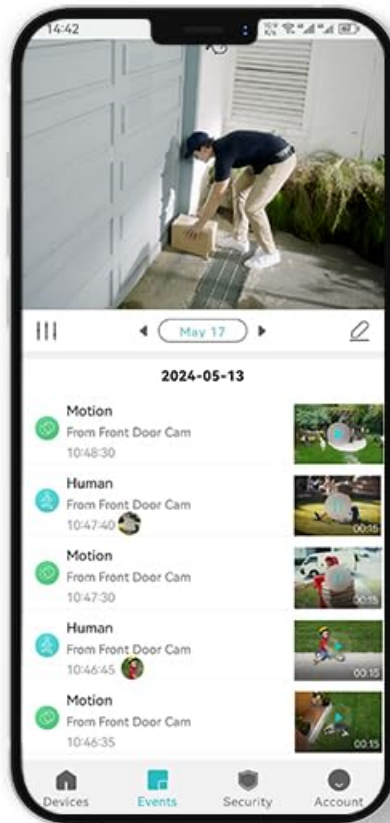 14:42
May 17
2024-05-13
Motion
From Front Door Cam
10:48:30
Human
From Front Door Cam
10:47:40
00:15
Motion
From Front Door Cam
10:47:30
00:15
Human
From Front Door Cam
10:46:45
00:15
Motion
From Front Door Cam
10:46:35
00:15
Devices
Events
Security
Account